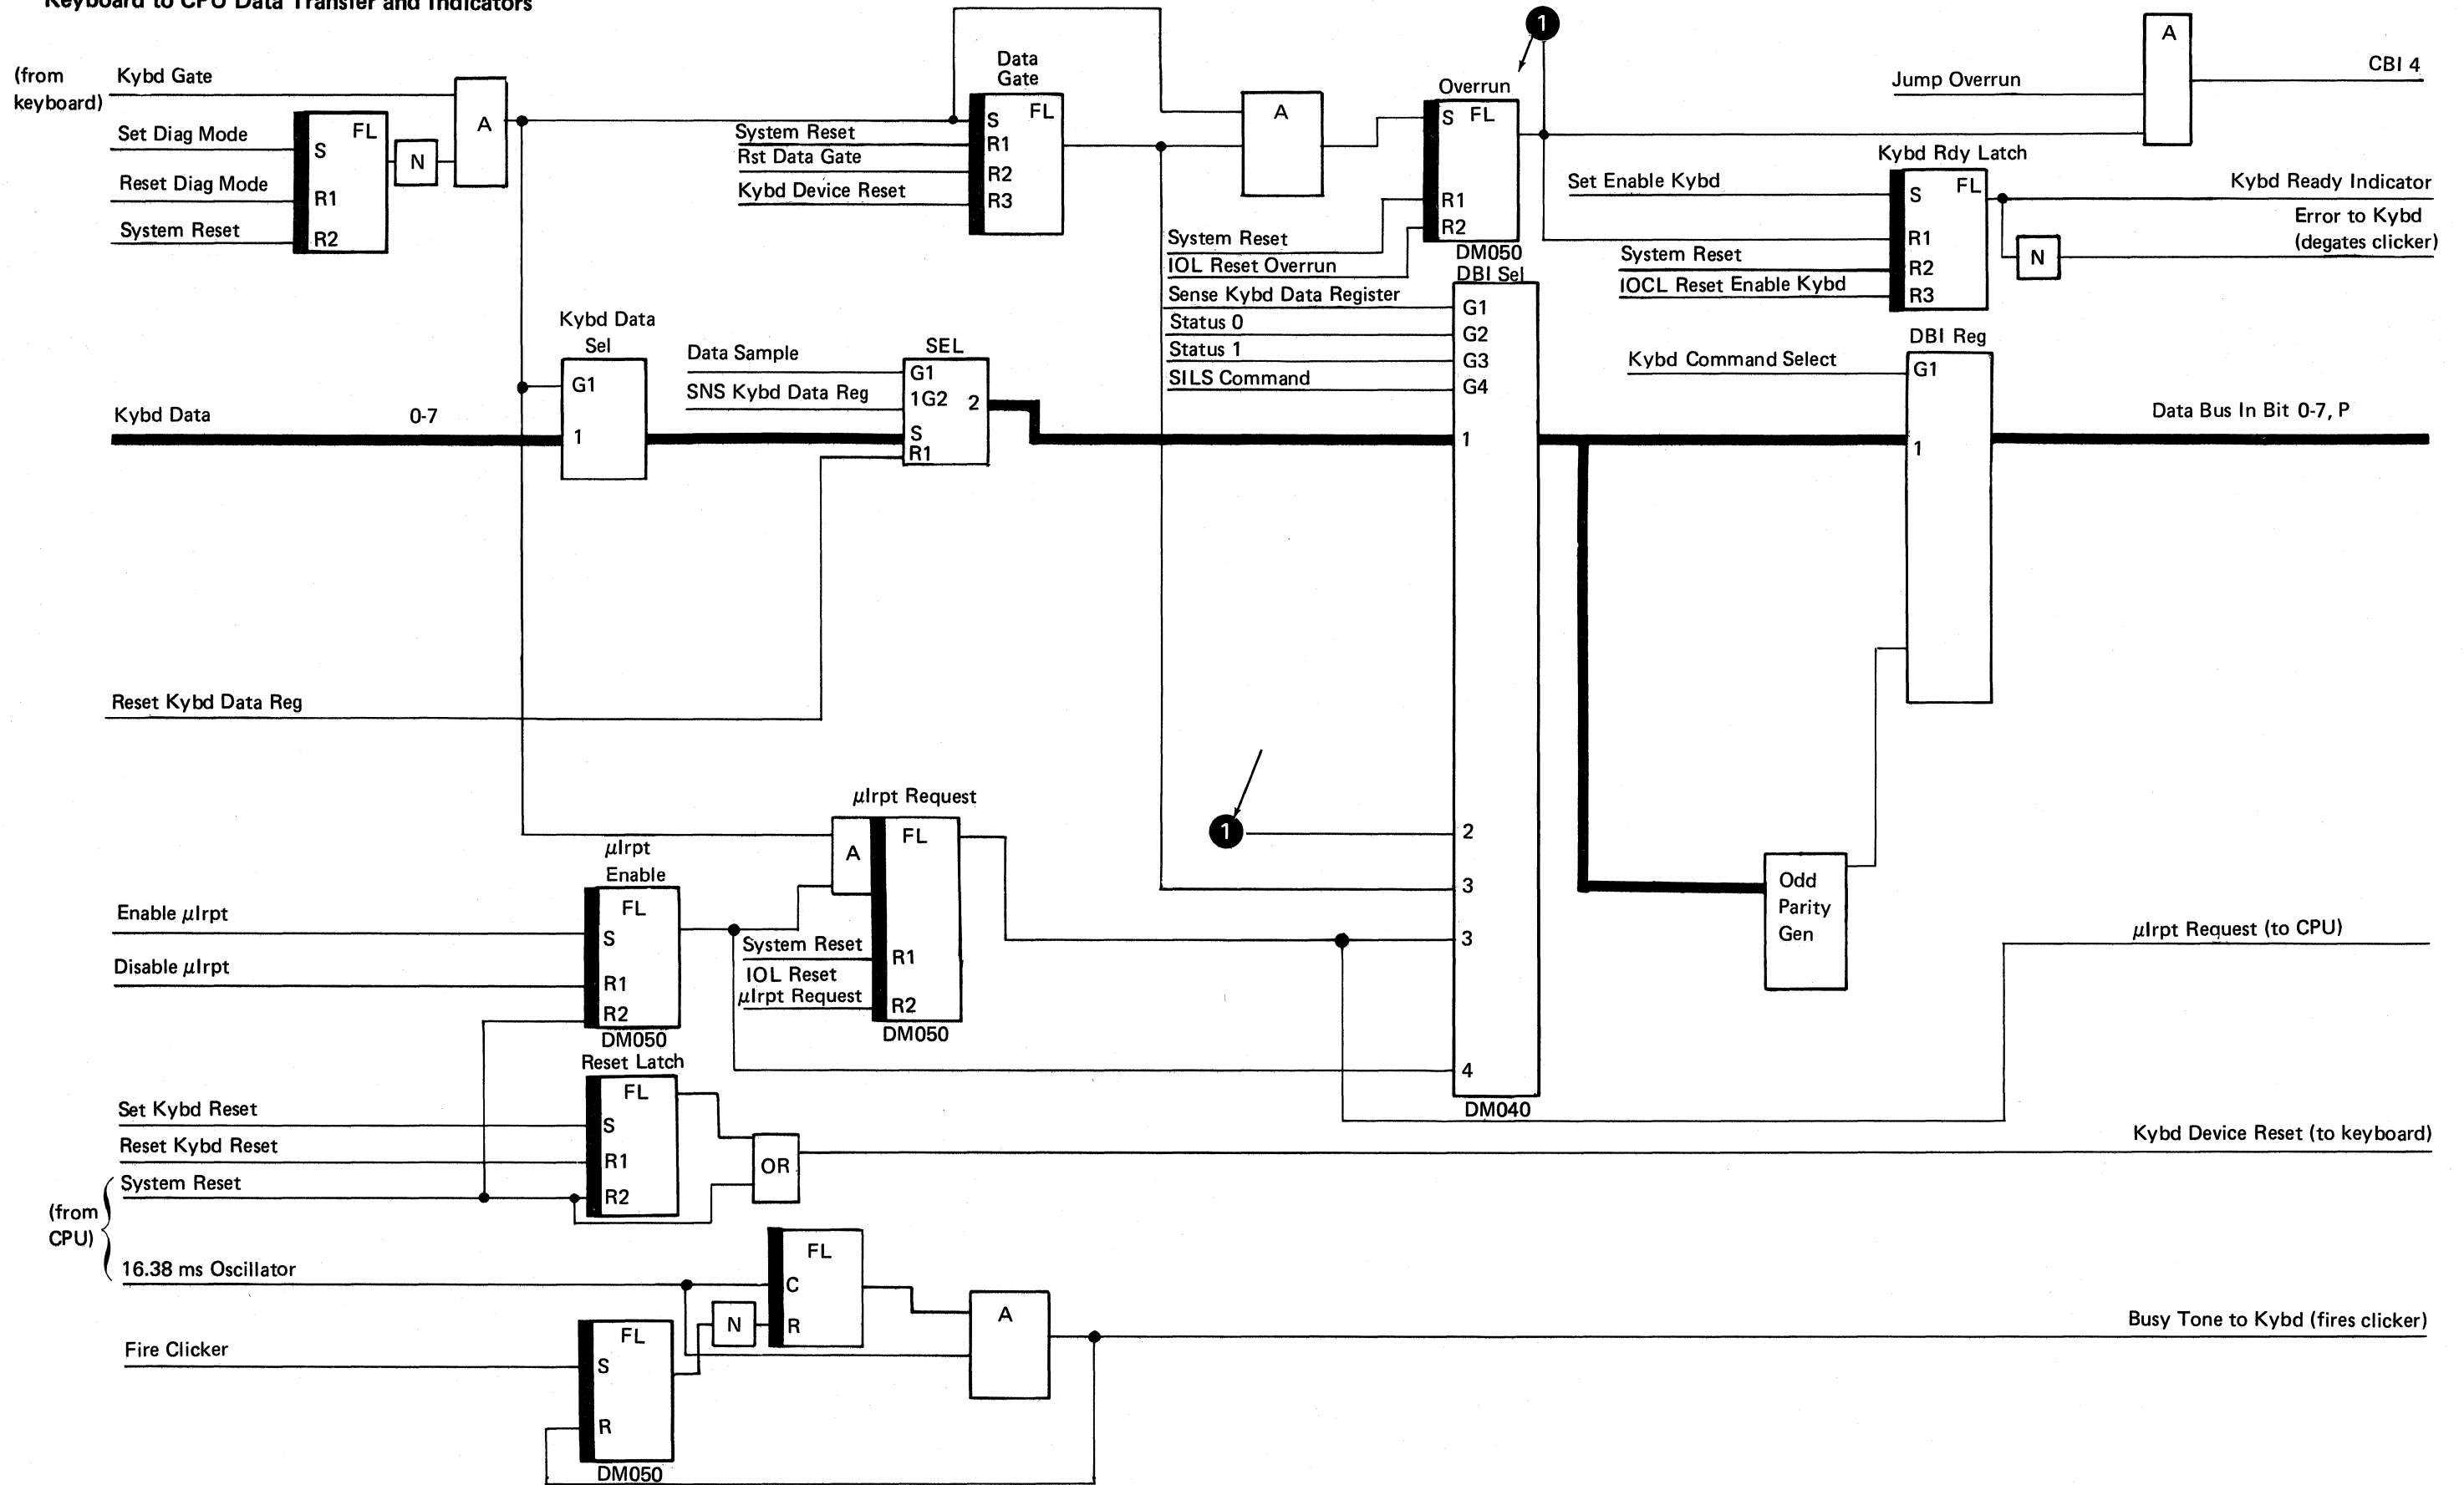 Keyboard to CPU Data Transfer and Indicators
(from
keyboard)
Kybd Gate
Set Diag Mode
Reset Diag Mode
System Reset
FL
S
R1
R2
N
A
Data
Gate
System Reset
Rst Data Gate
Kybd Device Reset
S
FL
R1
R2
R3
A
1
Overrun
S
FL
R1
R2
DM050
System Reset
IOL Reset Overrun
Jump Overrun
A
CBI 4
Kybd Rdy Latch
Set Enable Kybd
System Reset
IOCL Reset Enable Kybd
S
FL
R1
R2
R3
N
Kybd Ready Indicator
Error to Kybd
(degates clicker)
Kybd Data
0-7
Kybd Data
Sel
G1
1
Data Sample
SNS Kybd Data Reg
SEL
G1
1G2
2
S
R1
Reset Kybd Data Reg
DBI Sel
Sense Kybd Data Register
Status 0
Status 1
SILS Command
G1
G2
G3
G4
1
1
2
3
3
4
DM040
DBI Reg
Kybd Command Select
G1
1
Data Bus In Bit 0-7, P
Odd
Parity
Gen
μIrpt Request
A
FL
R1
R2
DM050
System Reset
IOL Reset
μIrpt Request
μIrpt
Enable
Enable μIrpt
Disable μIrpt
FL
S
R1
R2
DM050
μIrpt Request (to CPU)
Reset Latch
Set Kybd Reset
Reset Kybd Reset
System Reset
FL
S
R1
R2
OR
Kybd Device Reset (to keyboard)
(from
CPU)
16.38 ms Oscillator
FL
C
R
N
A
Fire Clicker
FL
S
R
DM050
Busy Tone to Kybd (fires clicker)